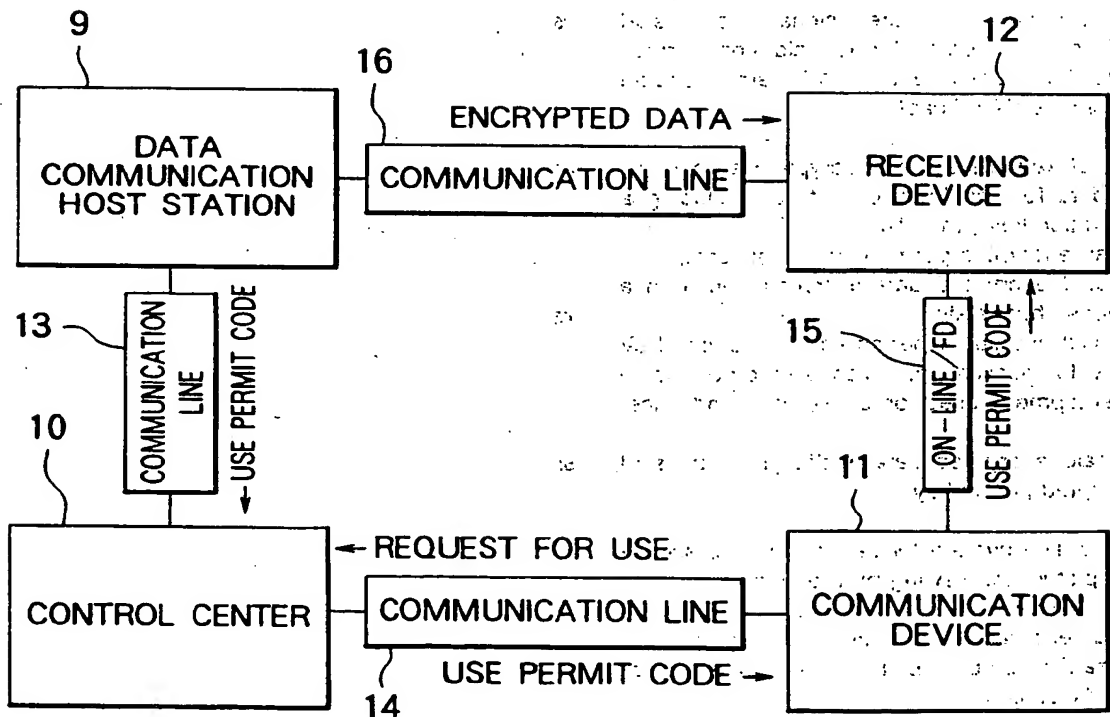 9
16
12
ENCRYPTED DATA →
DATA
COMMUNICATION
HOST STATION
COMMUNICATION LINE
RECEIVING
DEVICE
13
COMMUNICATION
LINE
← USE PERMIT CODE
15
ON-LINE/FD
USE PERMIT CODE →
10
11
← REQUEST FOR USE
CONTROL CENTER
COMMUNICATION LINE
COMMUNICATION
DEVICE
USE PERMIT CODE →
14